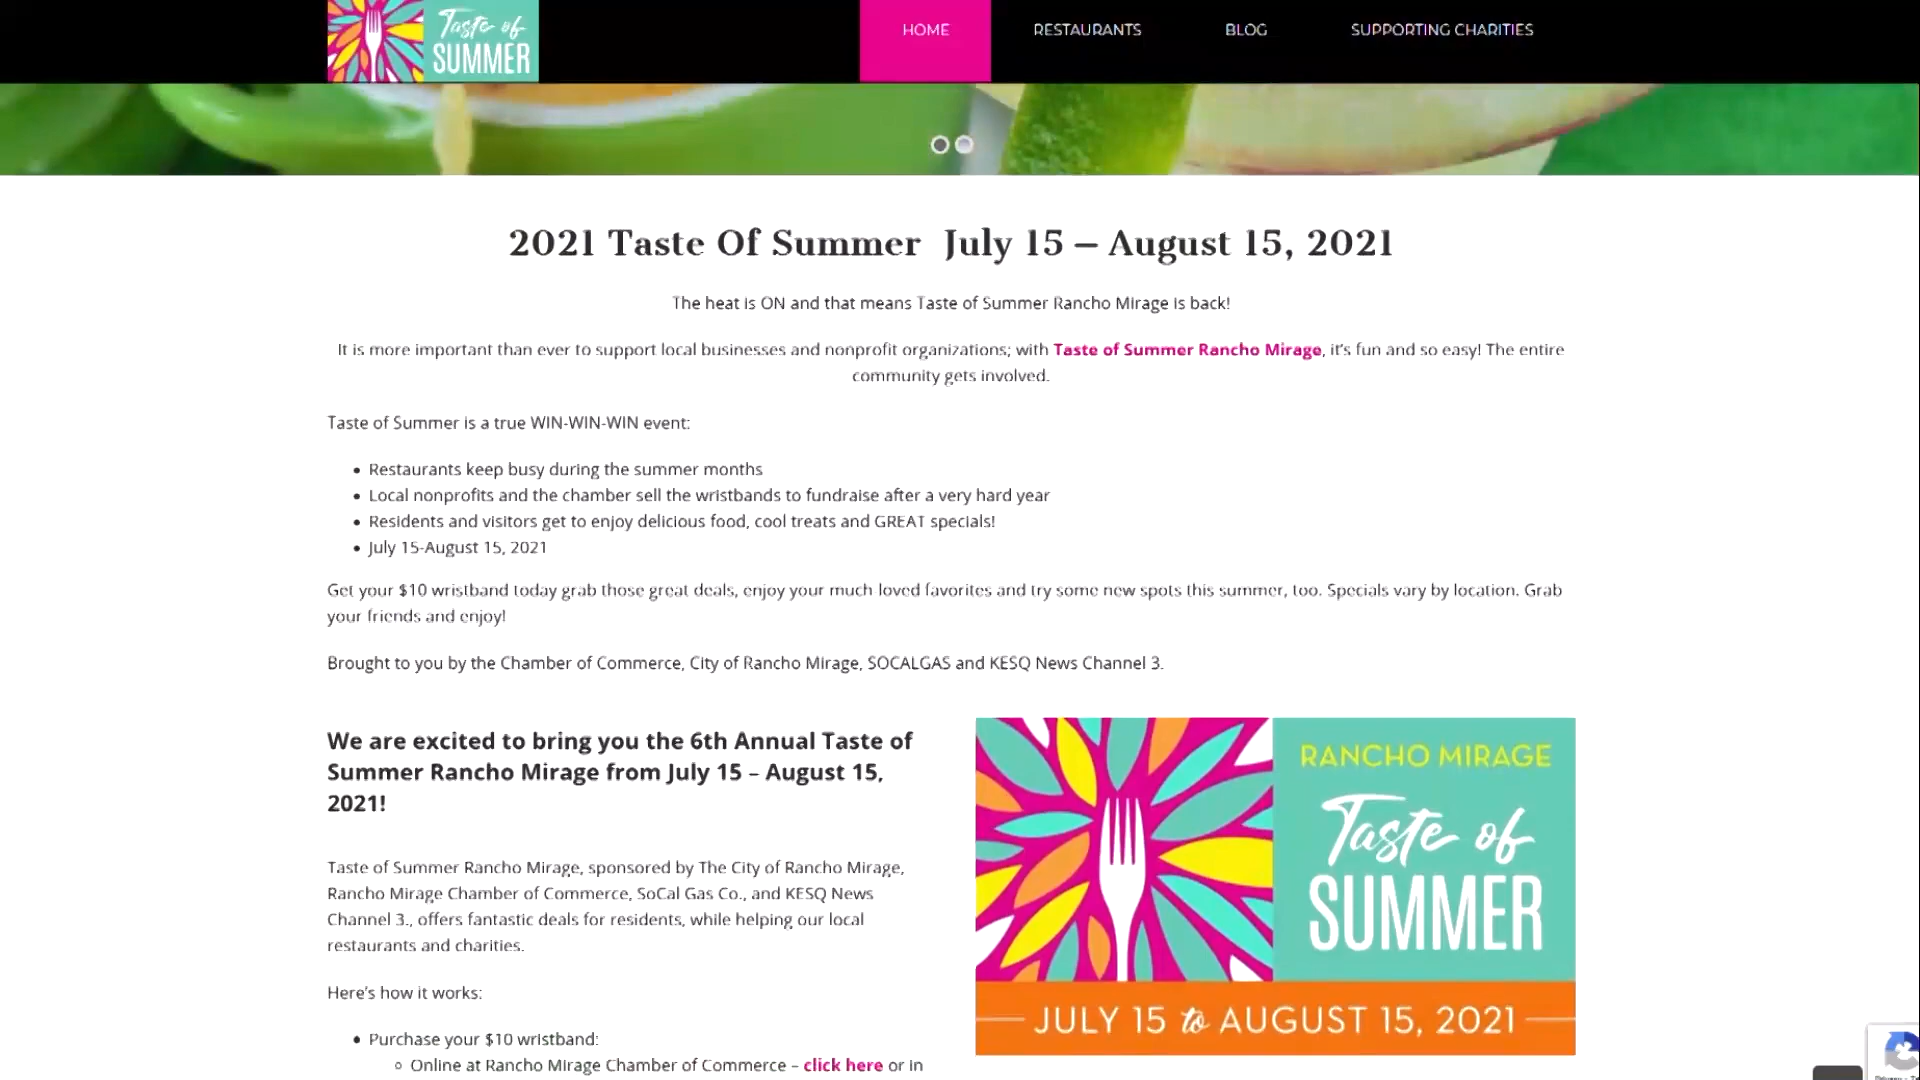 Taste of
SUMMER
HOME
RESTAURANTS
BLOG
SUPPORTING CHARITIES
2021 Taste Of Summer July 15 – August 15, 2021
The heat is ON and that means Taste of Summer Rancho Mirage is back!
It is more important than ever to support local businesses and nonprofit organizations; with Taste of Summer Rancho Mirage, it's fun and so easy! The entire
community gets involved.
Taste of Summer is a true WIN-WIN-WIN event:
• Restaurants keep busy during the summer months
• Local nonprofits and the chamber sell the wristbands to fundraise after a very hard year
• Residents and visitors get to enjoy delicious food, cool treats and GREAT specials!
• July 15-August 15, 2021
Get your $10 wristband today grab those great deals, enjoy your much loved favorites and try some new spots this summer, too. Specials vary by location. Grab
your friends and enjoy!
Brought to you by the Chamber of Commerce, City of Rancho Mirage, SOCALGAS and KESQ News Channel 3.
We are excited to bring you the 6th Annual Taste of
Summer Rancho Mirage from July 15 – August 15,
2021!
Taste of Summer Rancho Mirage, sponsored by The City of Rancho Mirage,
Rancho Mirage Chamber of Commerce, SoCal Gas Co., and KESQ News
Channel 3., offers fantastic deals for residents, while helping our local
restaurants and charities.
Here's how it works:
• Purchase your $10 wristband:
○ Online at Rancho Mirage Chamber of Commerce – click here or in
RANCHO MIRAGE
Taste of
SUMMER
JULY 15 to AUGUST 15, 2021